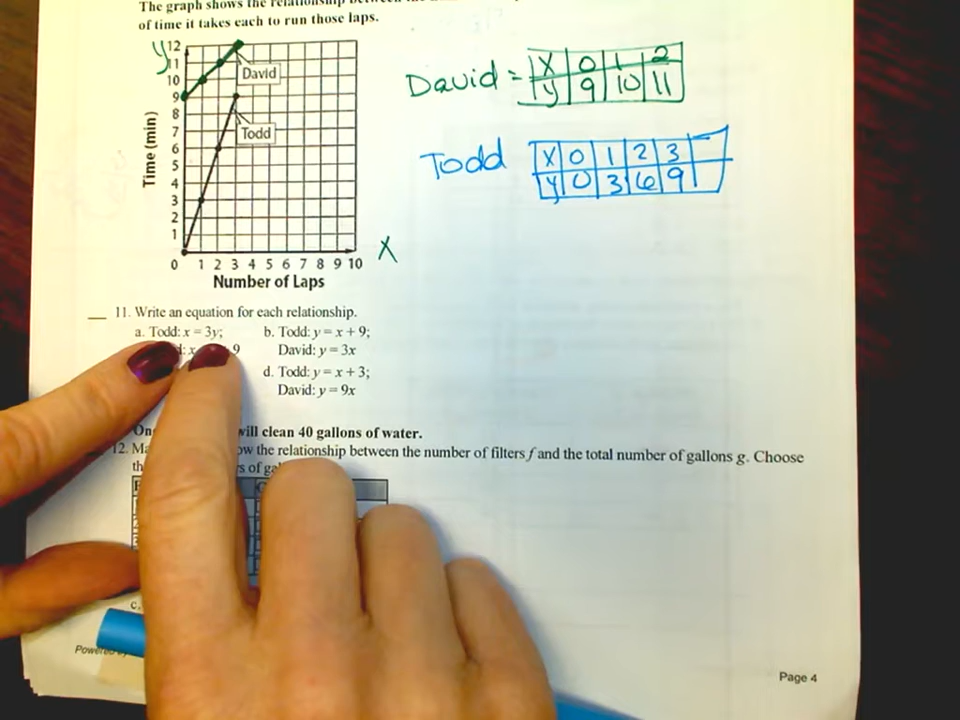 The graph shows the relationship between the
of time it takes each to run those laps.
y
12
11
10
9
8
7
6
5
4
3
2
1
0 1 2 3 4 5 6 7 8 9 10
Time (min)
Number of Laps
David
Todd
X
David = X 0 1 2
y 9 10 11
Todd X 0 1 2 3
y 0 3 6 9
11. Write an equation for each relationship.
a. Todd: x = 3y; b. Todd: y = x + 9;
9 David: y = 3x
d. Todd: y = x + 3;
David: y = 9x
will clean 40 gallons of water.
12. the relationship between the number of filters f and the total number of gallons g. Choose
c.
Powered
Page 4